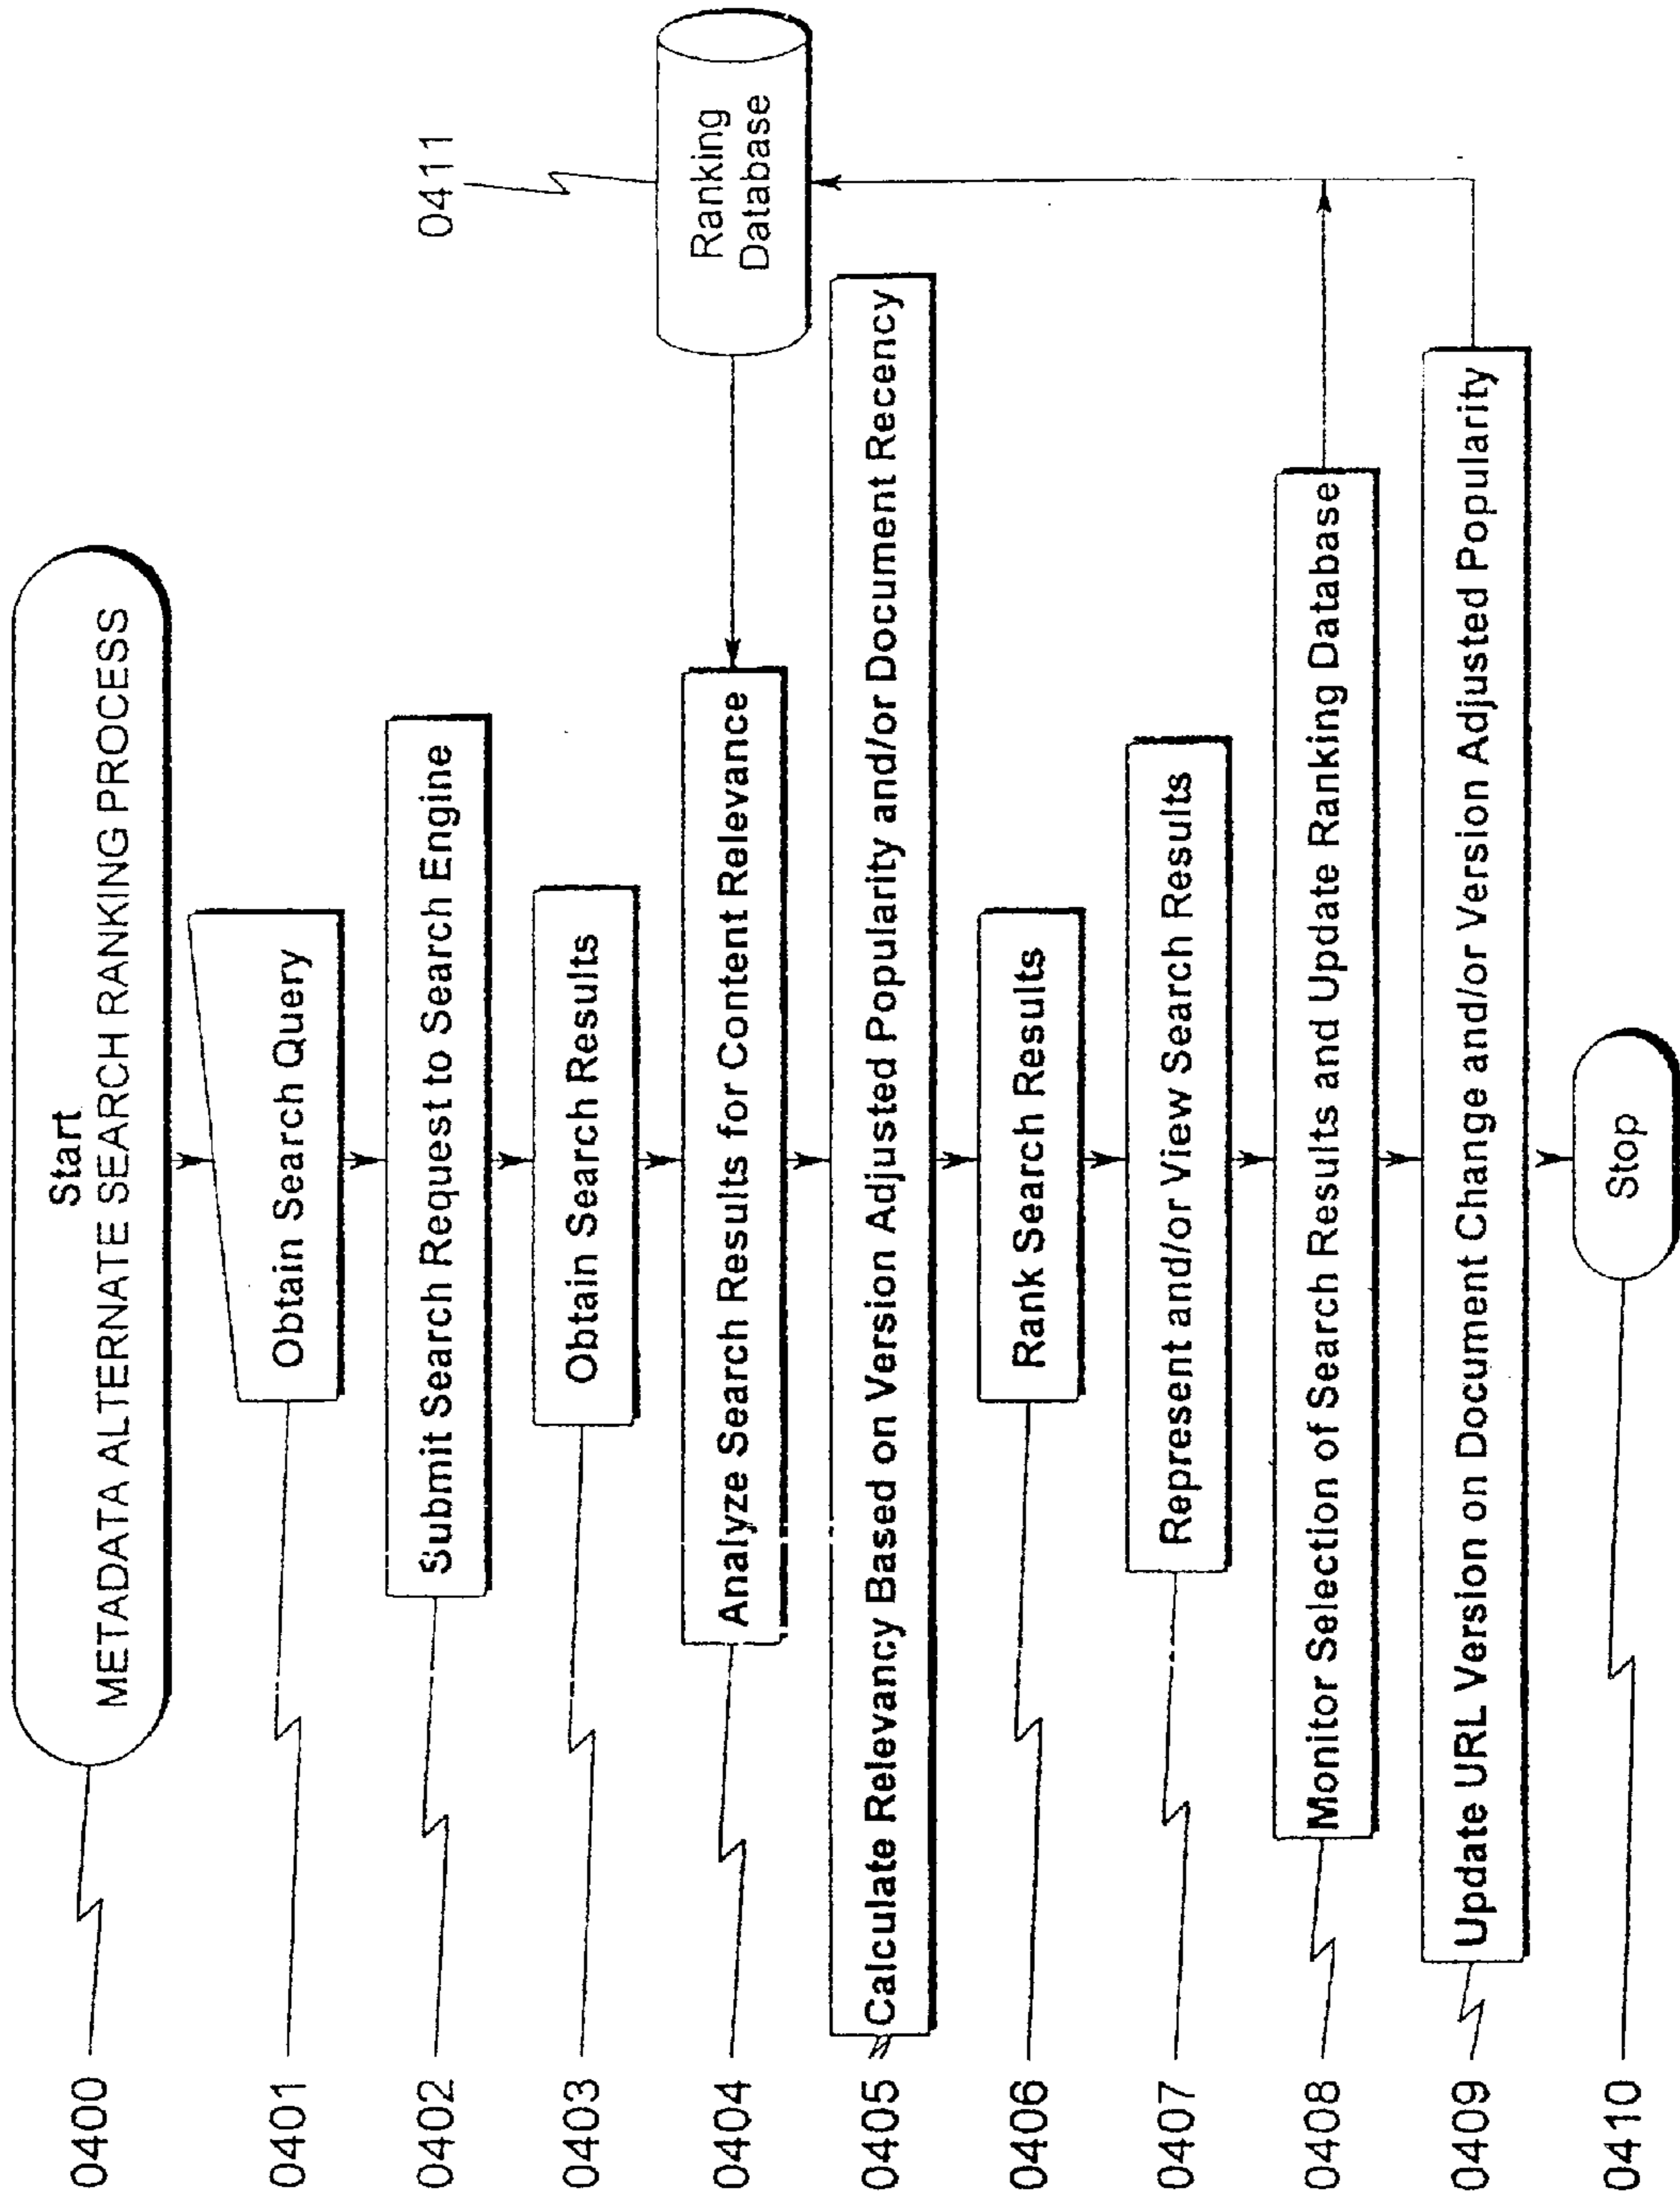 Start
METADATA ALTERNATE SEARCH RANKING PROCESS
0400
Obtain Search Query
0401
Submit Search Request to Search Engine
0402
Obtain Search Results
0403
Analyze Search Results for Content Relevance
0404
Ranking
Database
0411
Calculate Relevancy Based on Version Adjusted Popularity and/or Document Recency
0405
Rank Search Results
0406
Represent and/or View Search Results
0407
Monitor Selection of Search Results and Update Ranking Database
0408
Update URL Version on Document Change and/or Version Adjusted Popularity
0409
Stop
0410